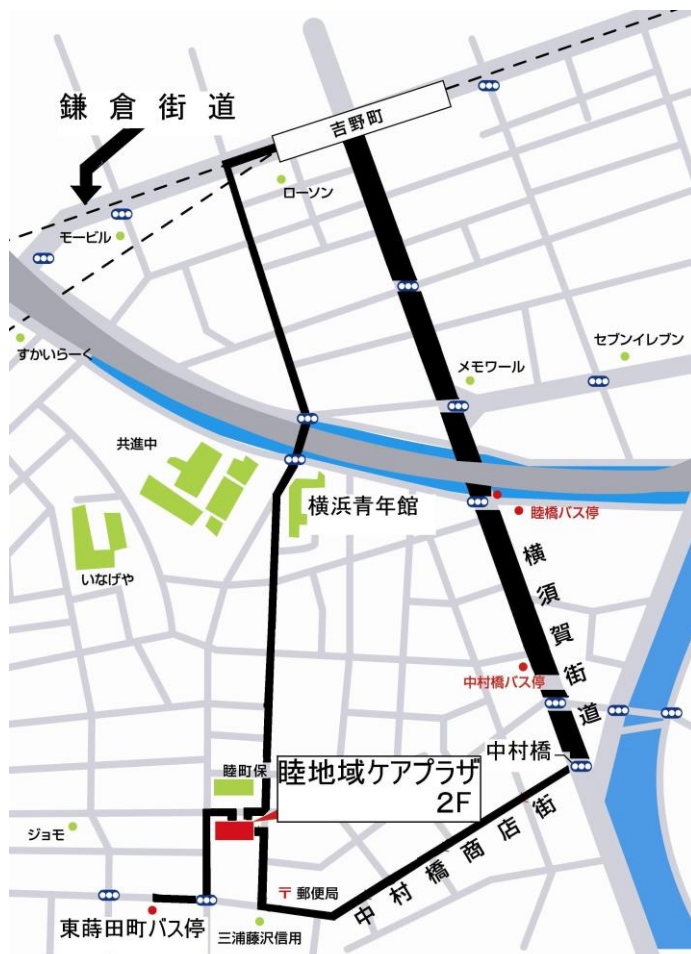 鎌倉街道
吉野町
ローソン
モービル
すかいらーく
セブンイレブン
メモワール
共進中
横浜青年館
睦橋バス停
いなげや
横須賀街道
中村橋バス停
中村橋
睦町保
睦地域ケアプラザ
2F
ジョモ
中村橋商店街
〒郵便局
東蒔田町バス停
三浦藤沢信用